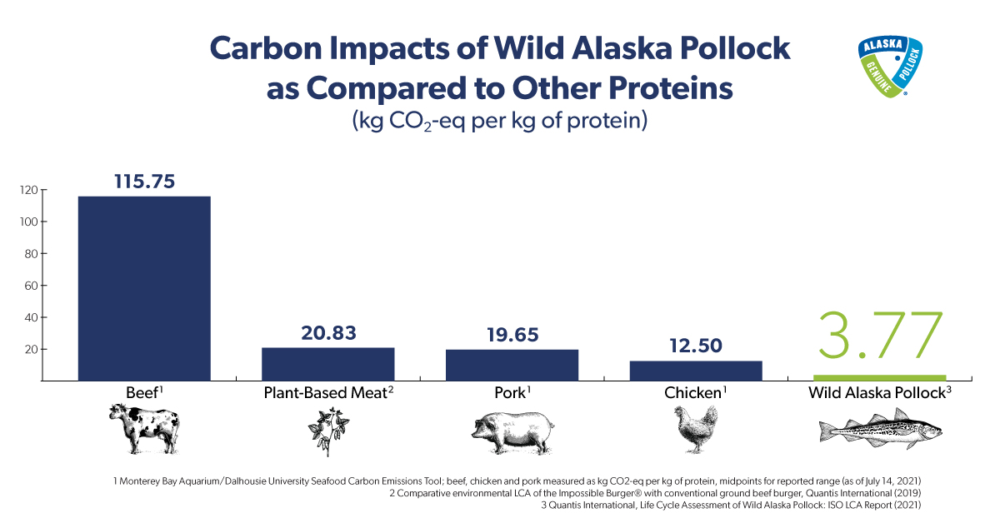 Carbon Impacts of Wild Alaska Pollock
as Compared to Other Proteins
(kg CO₂-eq per kg of protein)
ALASKA
POLLOCK
GENUINE
®
120
100
80
60
40
20
115.75
20.83
19.65
12.50
3.77
Beef¹
Plant-Based Meat²
Pork¹
Chicken¹
Wild Alaska Pollock³
1 Monterey Bay Aquarium/Dalhousie University Seafood Carbon Emissions Tool; beef, chicken and pork measured as kg CO2-eq per kg of protein, midpoints for reported range (as of July 14, 2021)
2 Comparative environmental LCA of the Impossible Burger® with conventional ground beef burger, Quantis International (2019)
3 Quantis International, Life Cycle Assessment of Wild Alaska Pollock: ISO LCA Report (2021)